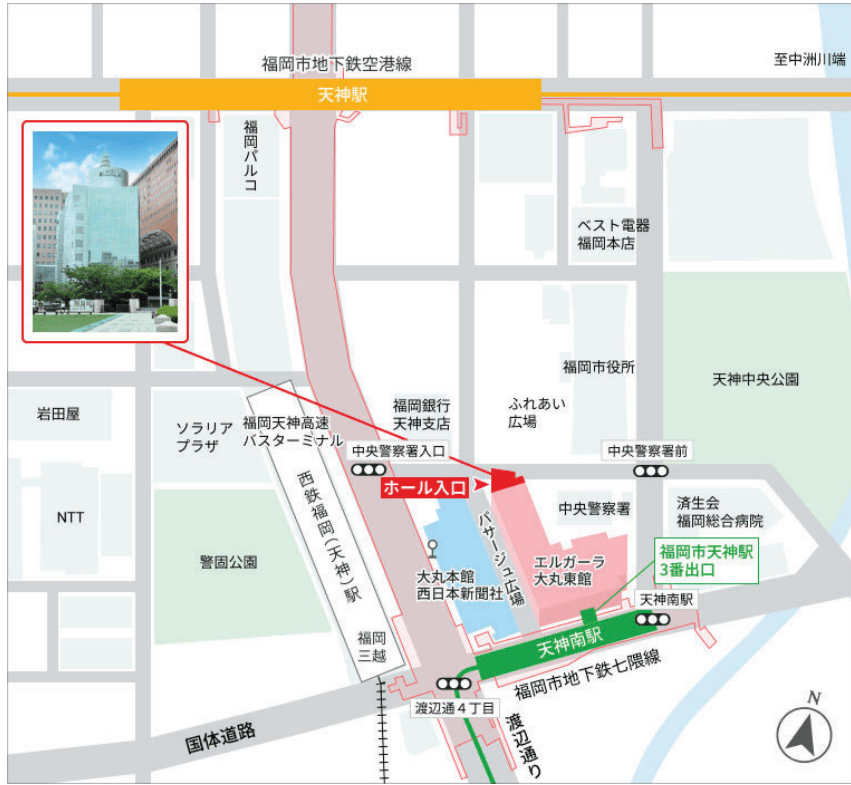 福岡市地下鉄空港線
至中洲川端
天神駅
福岡パルコ
ベスト電器
福岡本店
福岡市役所
天神中央公園
岩田屋
ソラリア
プラザ
福岡天神高速
バスターミナル
福岡銀行
天神支店
ふれあい
広場
中央警察署入口
中央警察署前
ホール入口
西鉄福岡(天神)駅
NTT
パサージュ広場
中央警察署
済生会
福岡総合病院
警固公園
大丸本館
西日本新聞社
エルガーラ
大丸東館
福岡市天神駅
3番出口
天神南駅
天神南駅
福岡
三越
福岡市地下鉄七隈線
渡辺通4丁目
渡辺通り
国体道路
N